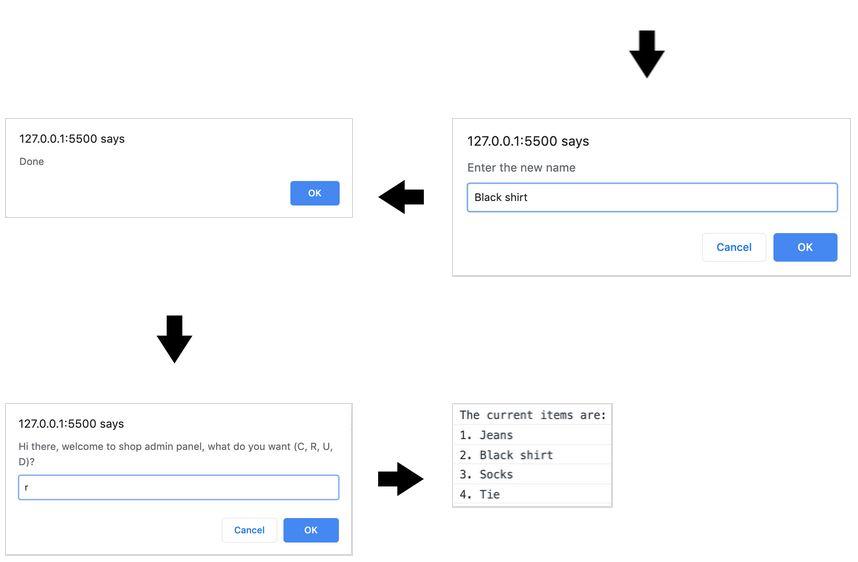 127.0.0.1:5500 says
Done
OK
127.0.0.1:5500 says
Enter the new name
Black shirt
Cancel
OK
127.0.0.1:5500 says
Hi there, welcome to shop admin panel, what do you want (C, R, U,
D)?
r
Cancel
OK
The current items are:
1. Jeans
2. Black shirt
3. Socks
4. Tie